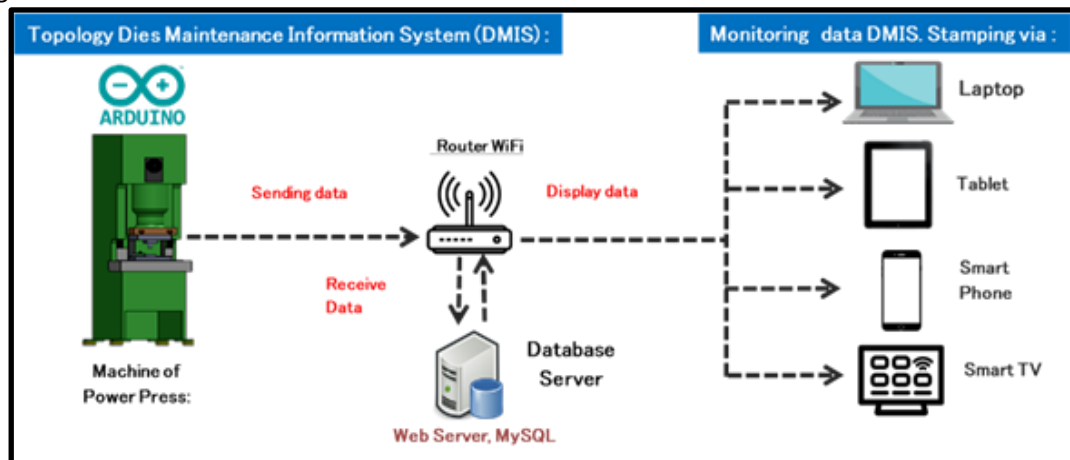 Topology Dies Maintenance Information System (DMIS) :
Monitoring data DMIS. Stamping via :
ARDUINO
Laptop
Router WiFi
Sending data
Display data
Tablet
Receive
Data
Smart
Phone
Database
Server
Machine of
Power Press:
Smart TV
Web Server, MySQL